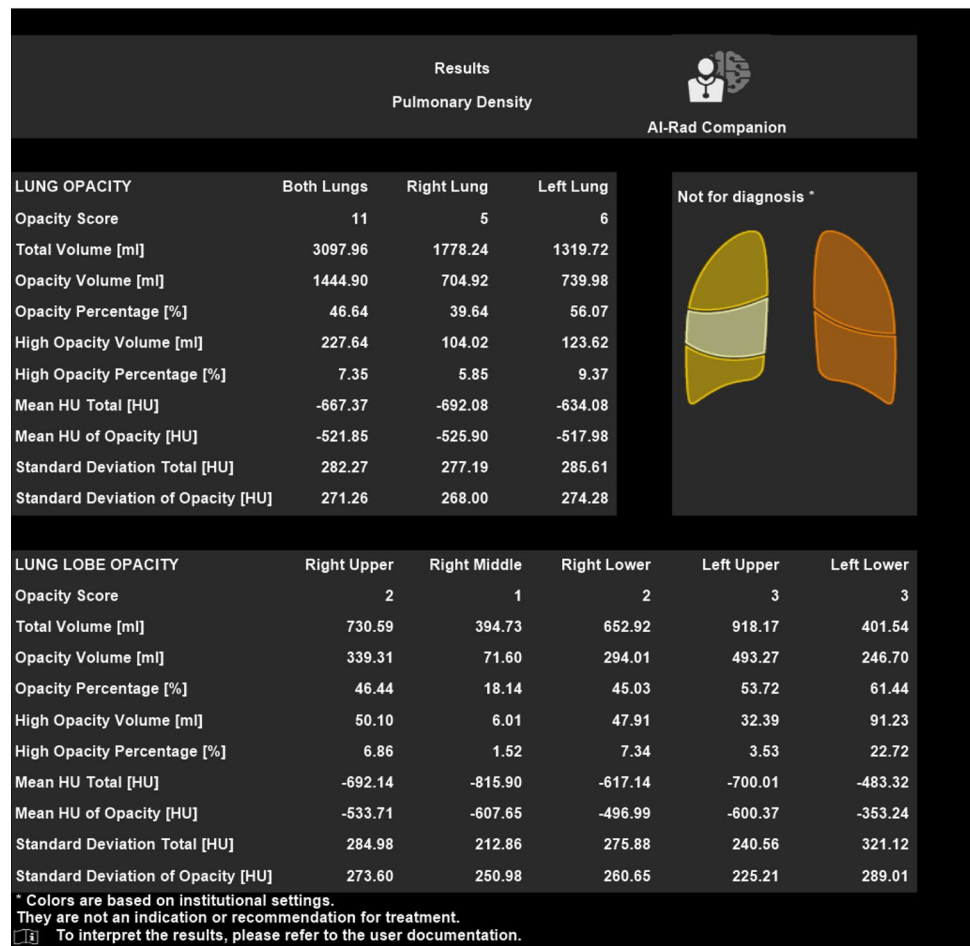 Results
Pulmonary Density
AI-Rad Companion
LUNG OPACITY Both Lungs Right Lung Left Lung
Opacity Score 11 5 6
Total Volume [ml] 3097.96 1778.24 1319.72
Opacity Volume [ml] 1444.90 704.92 739.98
Opacity Percentage [%] 46.64 39.64 56.07
High Opacity Volume [ml] 227.64 104.02 123.62
High Opacity Percentage [%] 7.35 5.85 9.37
Mean HU Total [HU] -667.37 -692.08 -634.08
Mean HU of Opacity [HU] -521.85 -525.90 -517.98
Standard Deviation Total [HU] 282.27 277.19 285.61
Standard Deviation of Opacity [HU] 271.26 268.00 274.28
Not for diagnosis *
LUNG LOBE OPACITY Right Upper Right Middle Right Lower Left Upper Left Lower
Opacity Score 2 1 2 3 3
Total Volume [ml] 730.59 394.73 652.92 918.17 401.54
Opacity Volume [ml] 339.31 71.60 294.01 493.27 246.70
Opacity Percentage [%] 46.44 18.14 45.03 53.72 61.44
High Opacity Volume [ml] 50.10 6.01 47.91 32.39 91.23
High Opacity Percentage [%] 6.86 1.52 7.34 3.53 22.72
Mean HU Total [HU] -692.14 -815.90 -617.14 -700.01 -483.32
Mean HU of Opacity [HU] -533.71 -607.65 -496.99 -600.37 -353.24
Standard Deviation Total [HU] 284.98 212.86 275.88 240.56 321.12
Standard Deviation of Opacity [HU] 273.60 250.98 260.65 225.21 289.01
* Colors are based on institutional settings.
They are not an indication or recommendation for treatment.
To interpret the results, please refer to the user documentation.